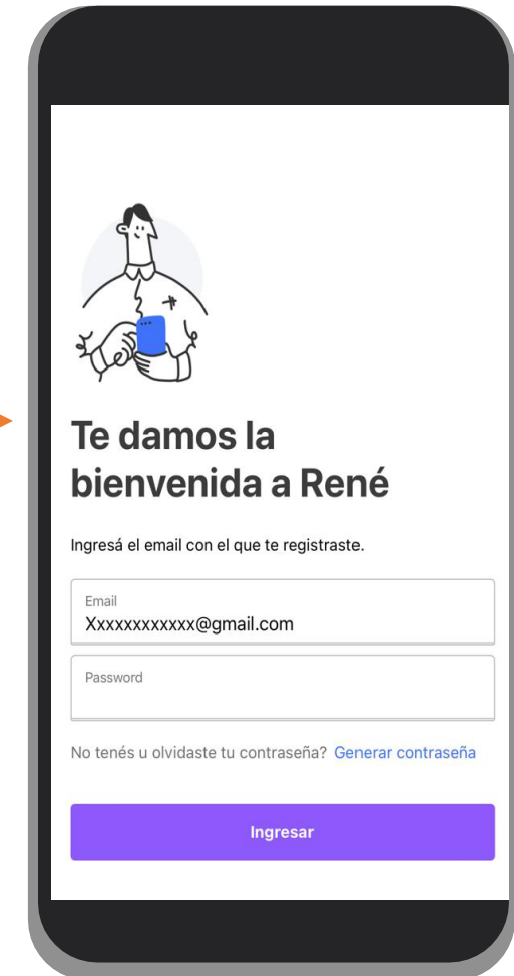 Te damos la
bienvenida a René
Ingresá el email con el que te registraste.
Email
Xxxxxxxxxxxx@gmail.com
Password
No tenés u olvidaste tu contraseña? Generar contraseña
Ingresar